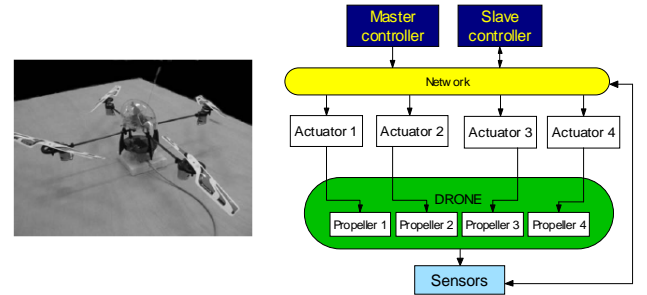 Master
controller
Slave
controller
Network
Actuator 1
Actuator 2
Actuator 3
Actuator 4
DRONE
Propeller 1
Propeller 2
Propeller 3
Propeller 4
Sensors